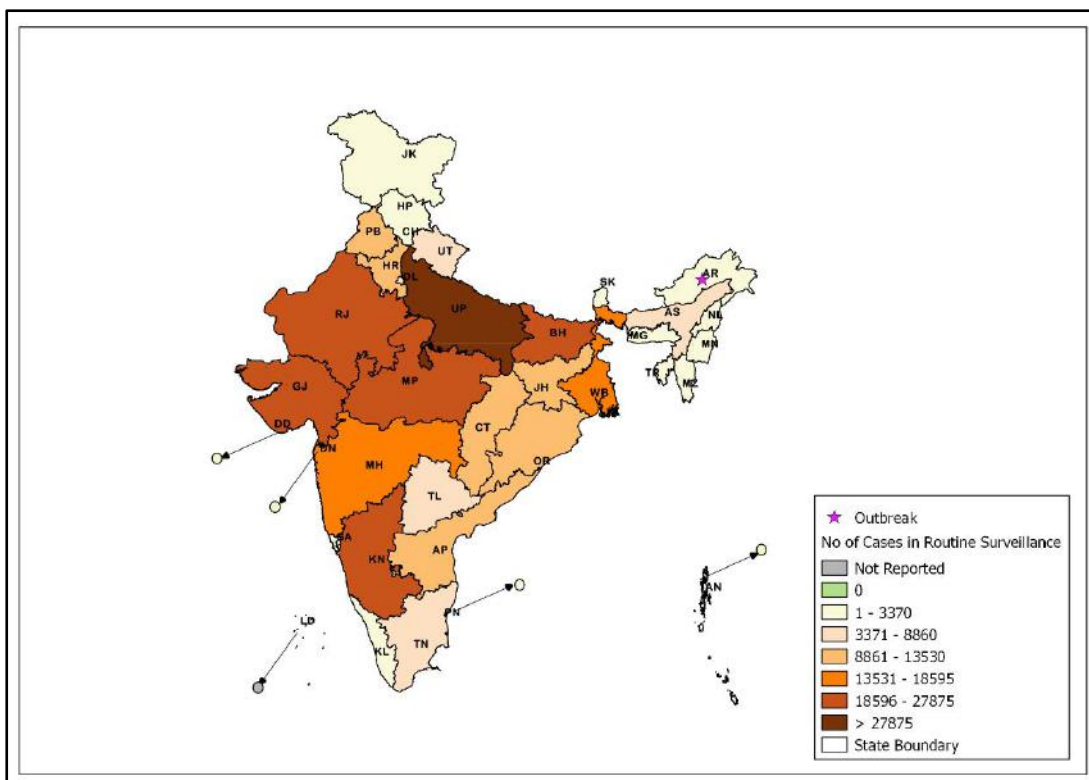 JK
HP
CH
PB
UT
HR
DL
AR
SK
RJ
UP
AS
NL
BH
MG
MN
GJ
MP
TR
MZ
JH
WB
DD
CT
DN
MH
OR
TL
KN
AP
AN
PN
LD
TN
KL
Outbreak
No of Cases in Routine Surveillance
Not Reported
0
1 - 3370
3371 - 8860
8861 - 13530
13531 - 18595
18596 - 27875
> 27875
State Boundary